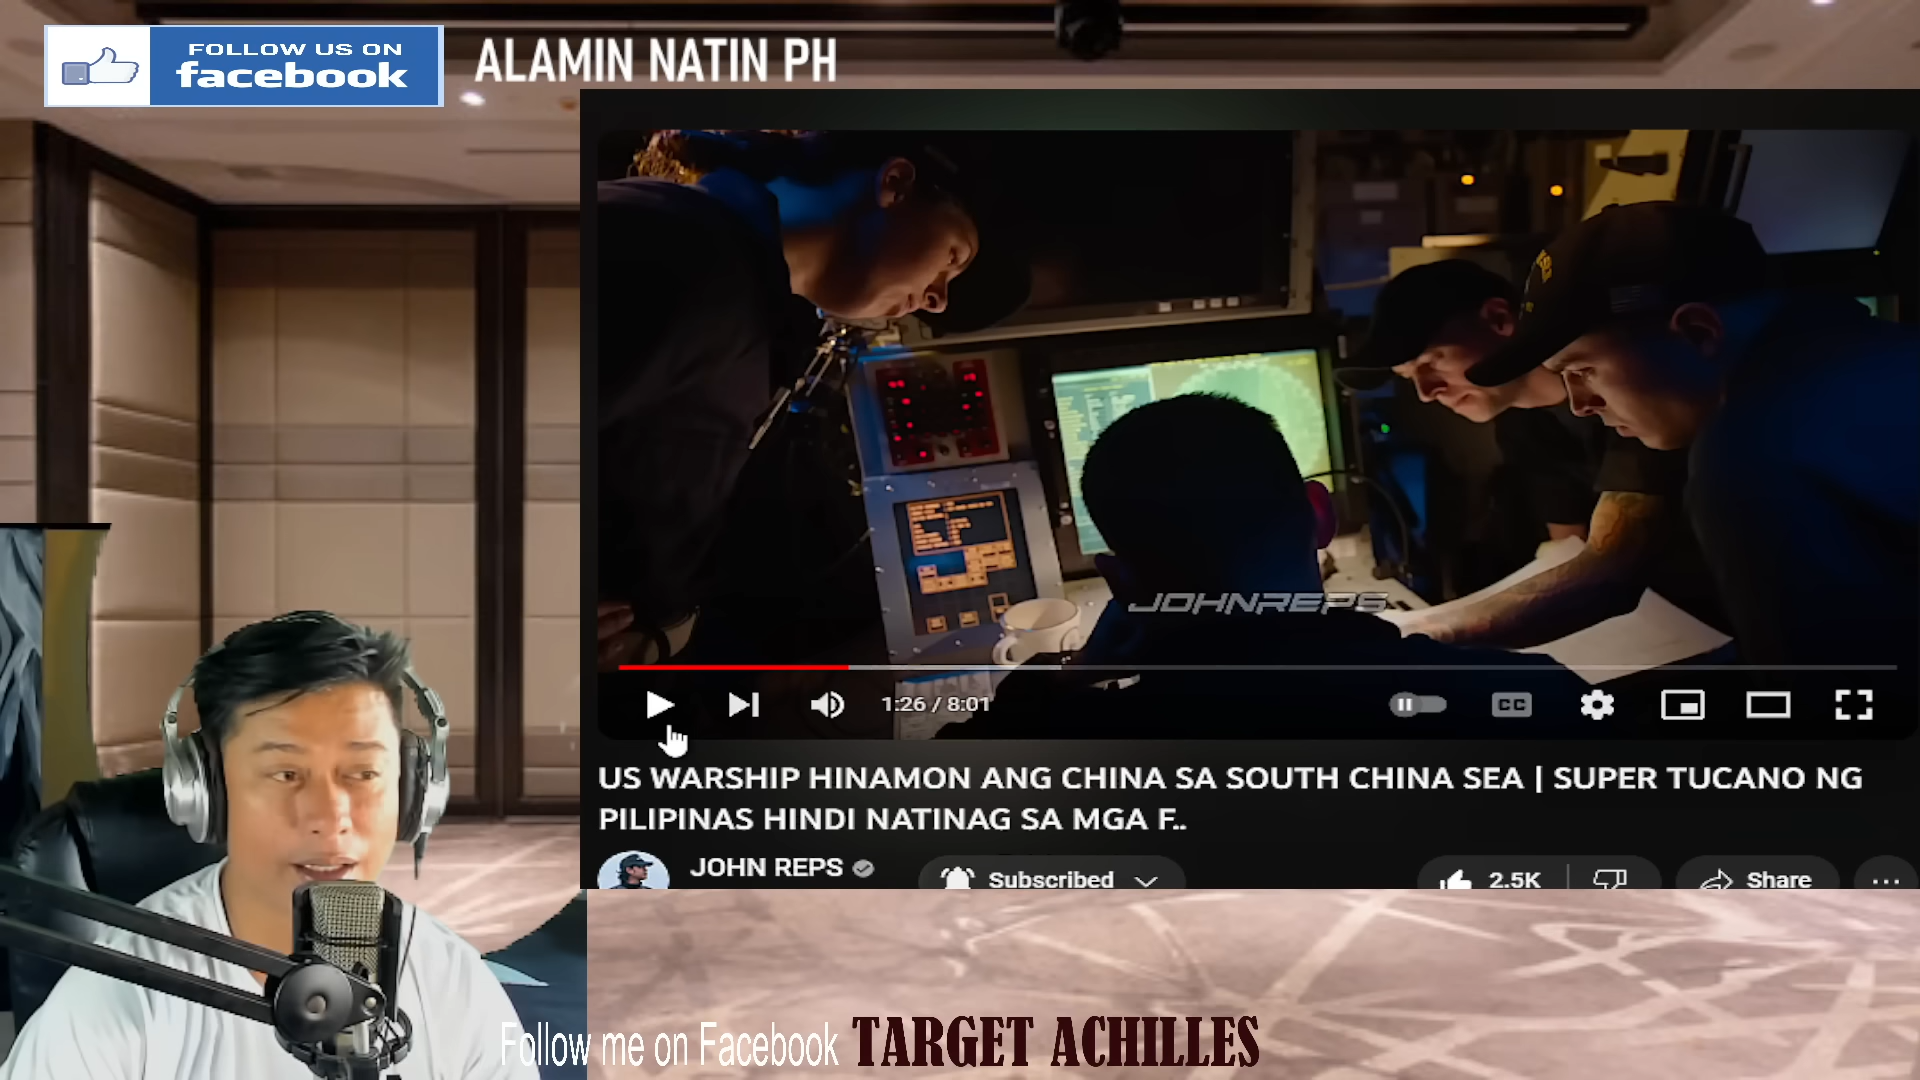 FOLLOW US ON
facebook
ALAMIN NATIN PH
JOHNREPS
1:26 / 8:01
CC
US WARSHIP HINAMON ANG CHINA SA SOUTH CHINA SEA | SUPER TUCANO NG
PILIPINAS HINDI NATINAG SA MGA F..
JOHN REPS
Subscribed
2.5K
Share
Follow me on Facebook TARGET ACHILLES